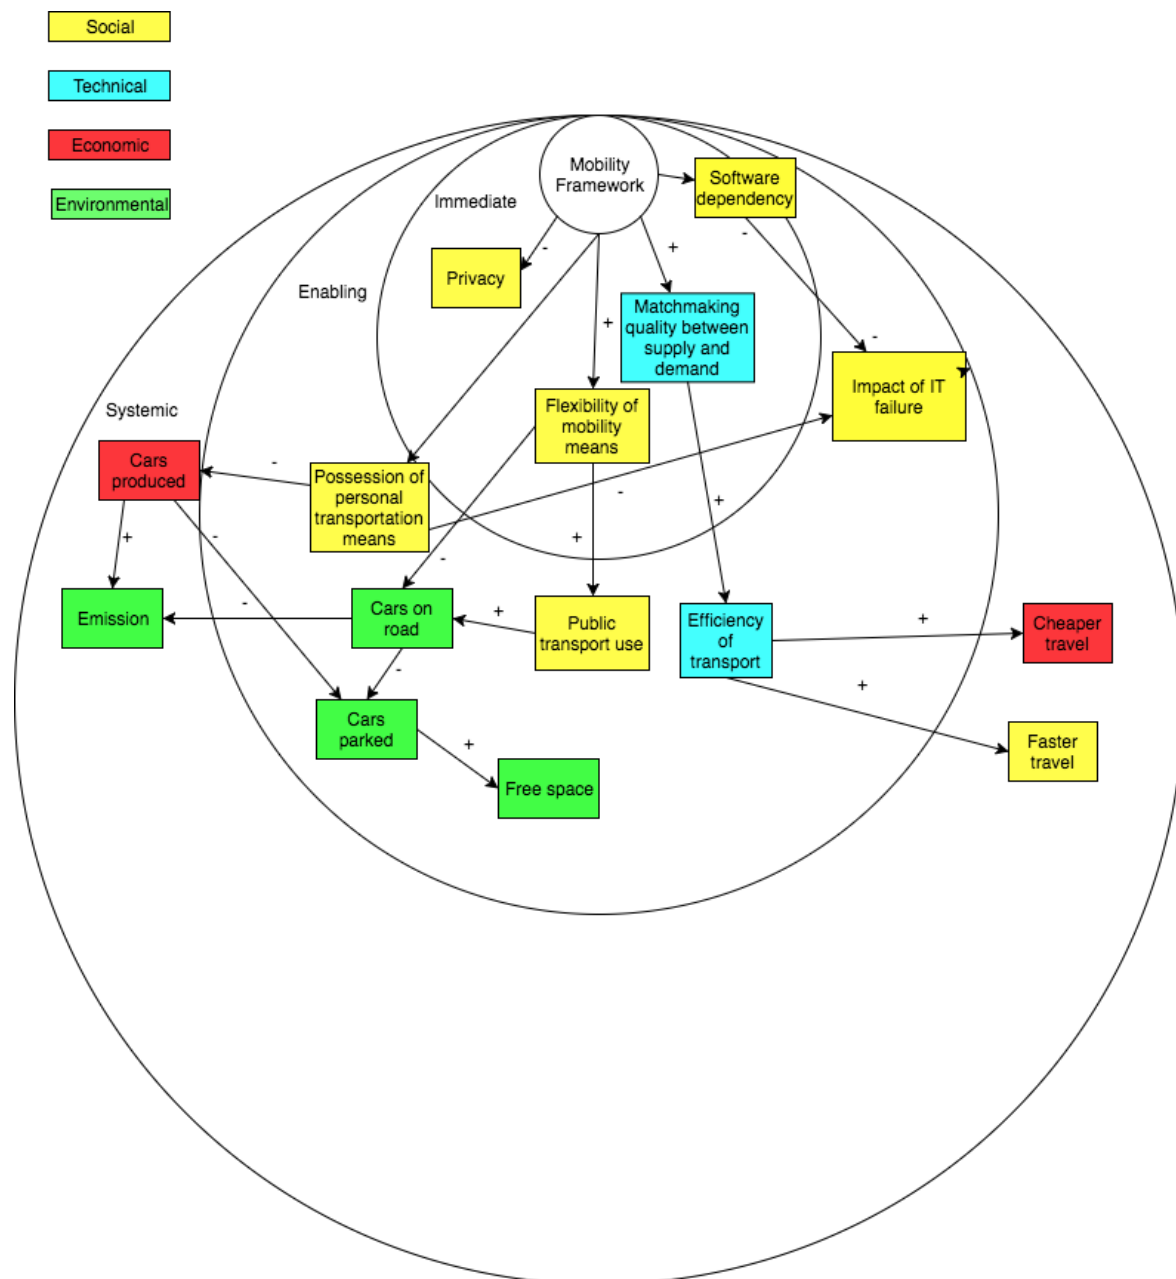 Social
Technical
Economic
Environmental
Mobility
Framework
Software
dependency
Immediate
-
+
-
Privacy
Enabling
Matchmaking
quality between
supply and
demand
+
-
Impact of IT
failure
Flexibility of
mobility
means
Systemic
Cars
produced
-
Possession of
personal
transportation
means
-
+
+
-
+
-
Emission
-
Cars on
road
+
Public
transport use
Efficiency
of
transport
+
Cheaper
travel
-
+
Cars
parked
+
Faster
travel
Free space